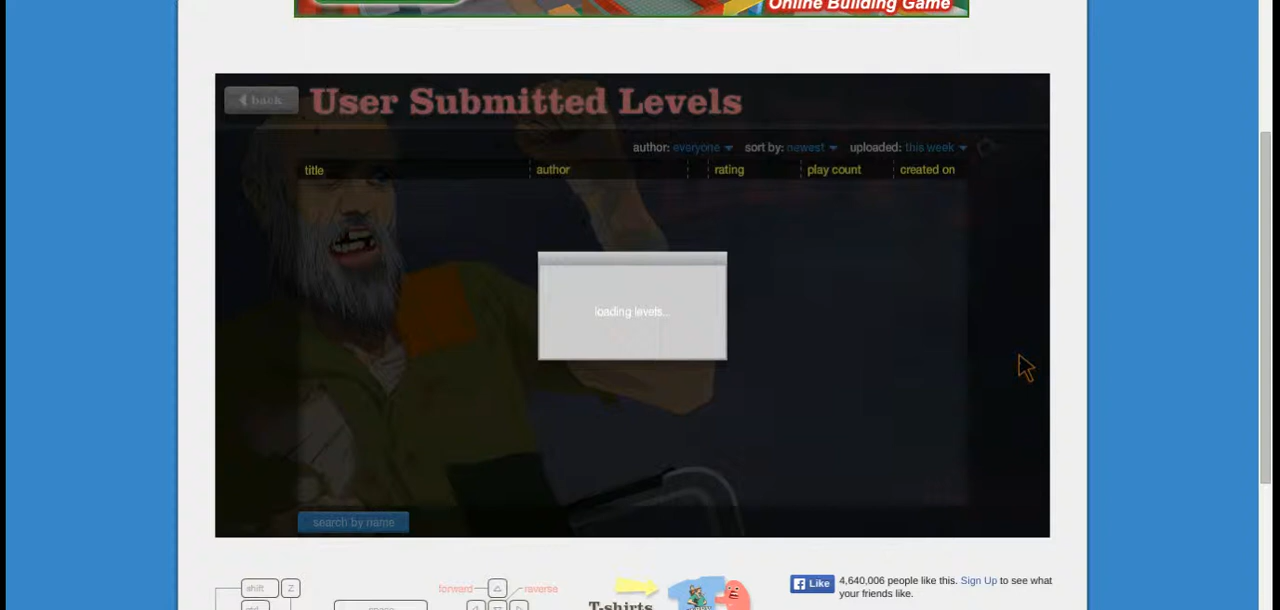 Online Building Game
back
User Submitted Levels
author: everyone sort by: newest uploaded: this week
title author rating play count created on
loading levels..
search by name
shift Z
forward reverse
ctrl space
T-shirts
Like 4,640,006 people like this. Sign Up to see what
your friends like.